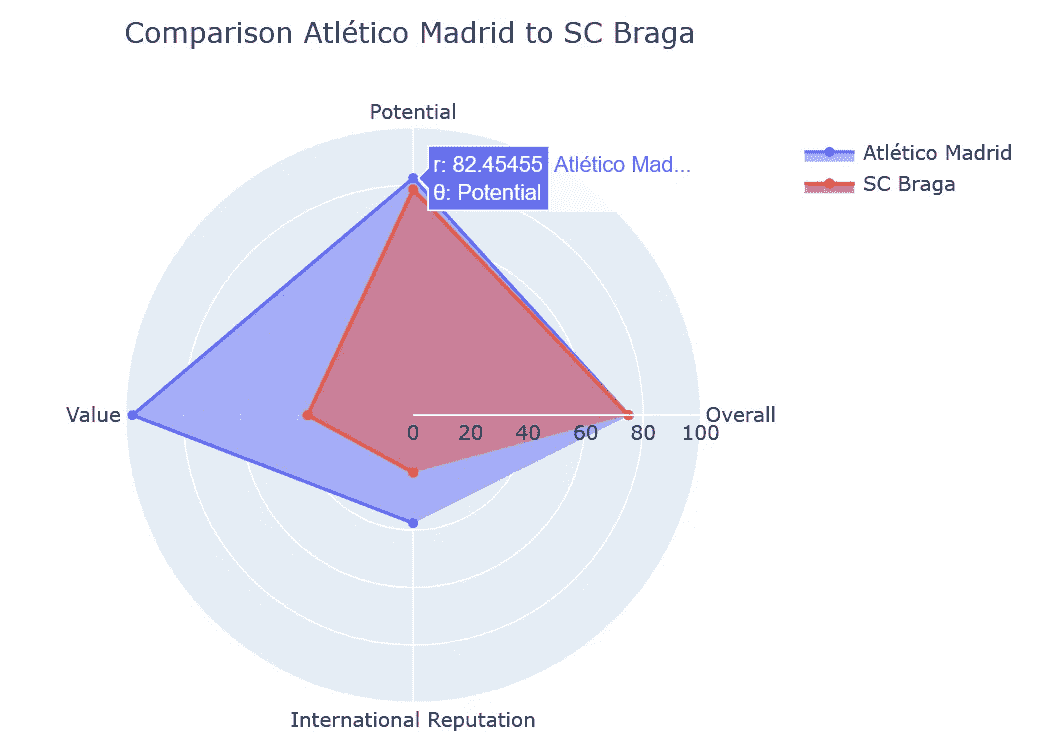 Comparison Atlético Madrid to SC Braga
Potential
r: 82.45455 Atlético Mad...
θ: Potential
Atlético Madrid
SC Braga
Value
Overall
0 20 40 60 80 100
International Reputation